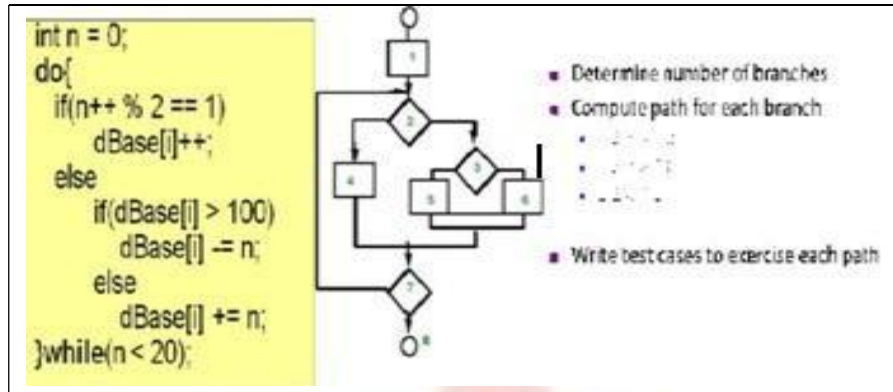 int n = 0;
do{
if(n++ % 2 == 1)
dBase[i]++;
else
if(dBase[i] > 100)
dBase[i] -= n;
else
dBase[i] += n;
}while(n < 20);
1
2
3
4
5
6
7
8
Determine number of branches
Compute path for each branch
Write test cases to exercise each path